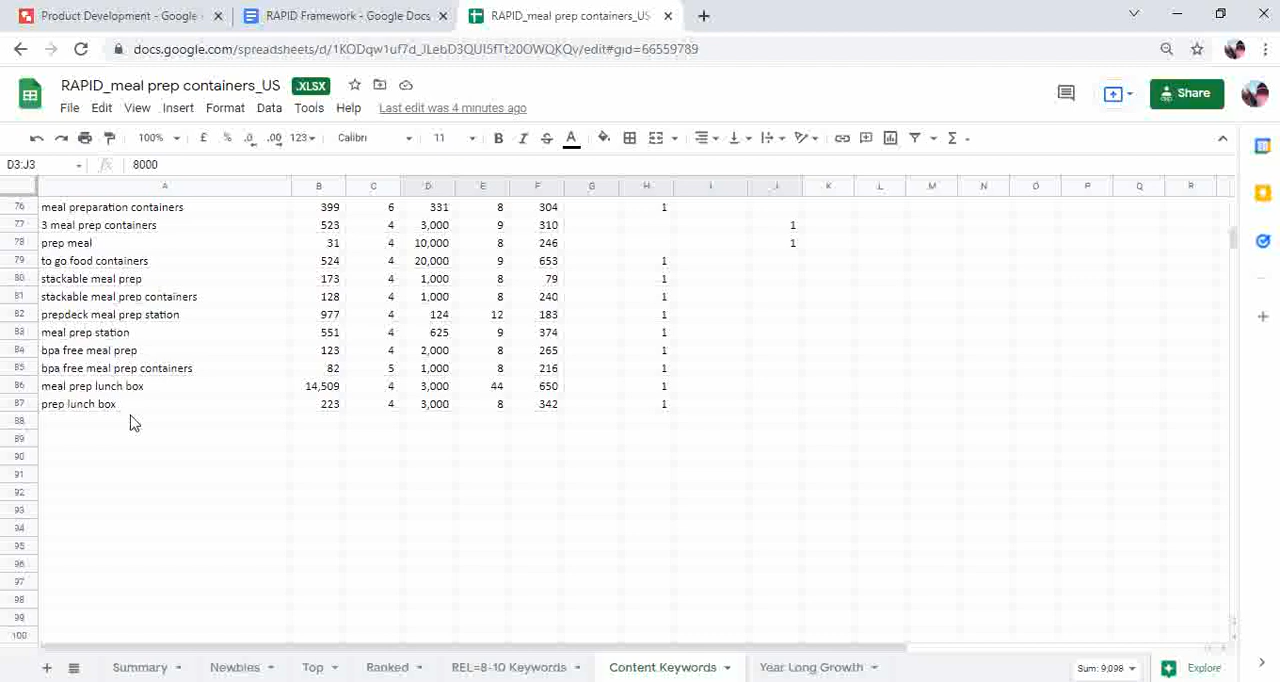 Product Development - Google
RAPID Framework - Google Docs
RAPID_meal prep containers_US
RAPID_meal prep containers_US .XLSX
File Edit View Insert Format Data Tools Help Last edit was 4 minutes ago
Share
100% £ % .0 .00 123 Calibri 11 B I S A
D3:J3 fx 8000
A B C D E F G H I J K L M N O P Q R
76 meal preparation containers 399 6 331 8 304 1
77 3 meal prep containers 523 4 3,000 9 310 1
78 prep meal 31 4 10,000 8 246 1
79 to go food containers 524 4 20,000 9 653 1
80 stackable meal prep 173 4 1,000 8 79 1
81 stackable meal prep containers 128 4 1,000 8 240 1
82 prepdeck meal prep station 977 4 124 12 183 1
83 meal prep station 551 4 625 9 374 1
84 bpa free meal prep 123 4 2,000 8 265 1
85 bpa free meal prep containers 82 5 1,000 8 216 1
86 meal prep lunch box 14,509 4 3,000 44 650 1
87 prep lunch box 223 4 3,000 8 342 1
88
89
90
91
92
93
94
95
96
97
98
99
100
Summary Newbies Top Ranked REL=8-10 Keywords Content Keywords Year Long Growth Sum: 9,098 Explore